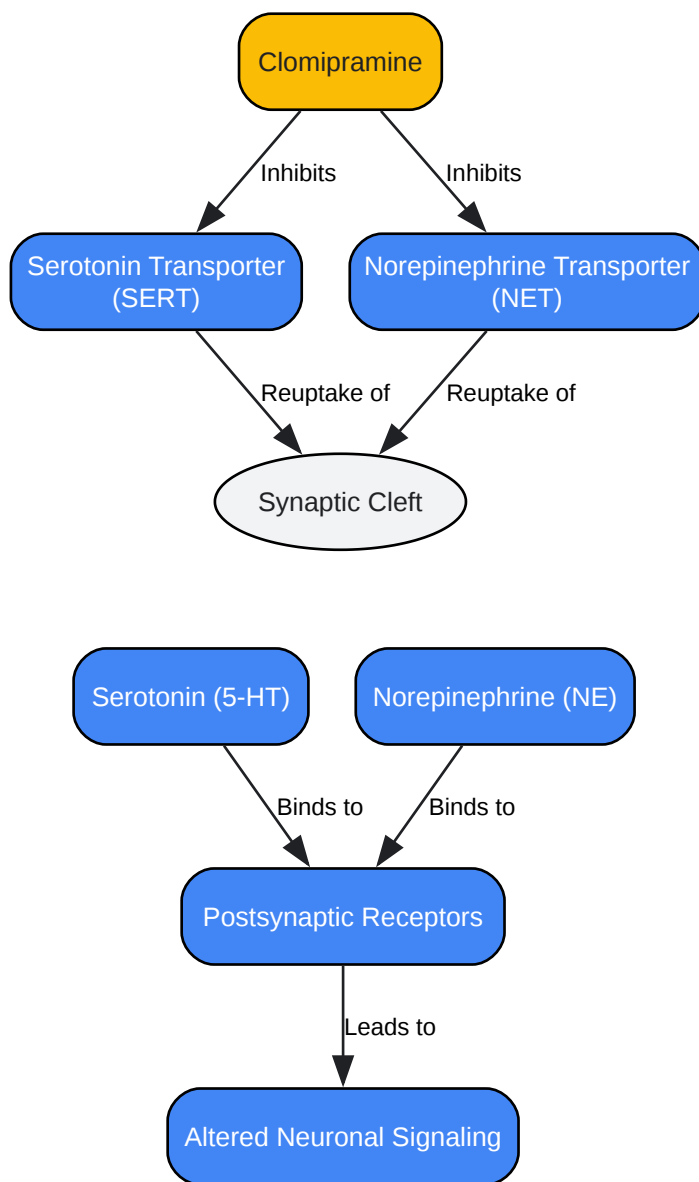 Clomipramine
Inhibits
Inhibits
Serotonin Transporter
(SERT)
Norepinephrine Transporter
(NET)
Reuptake of
Reuptake of
Synaptic Cleft
Serotonin (5-HT)
Norepinephrine (NE)
Binds to
Binds to
Postsynaptic Receptors
Leads to
Altered Neuronal Signaling